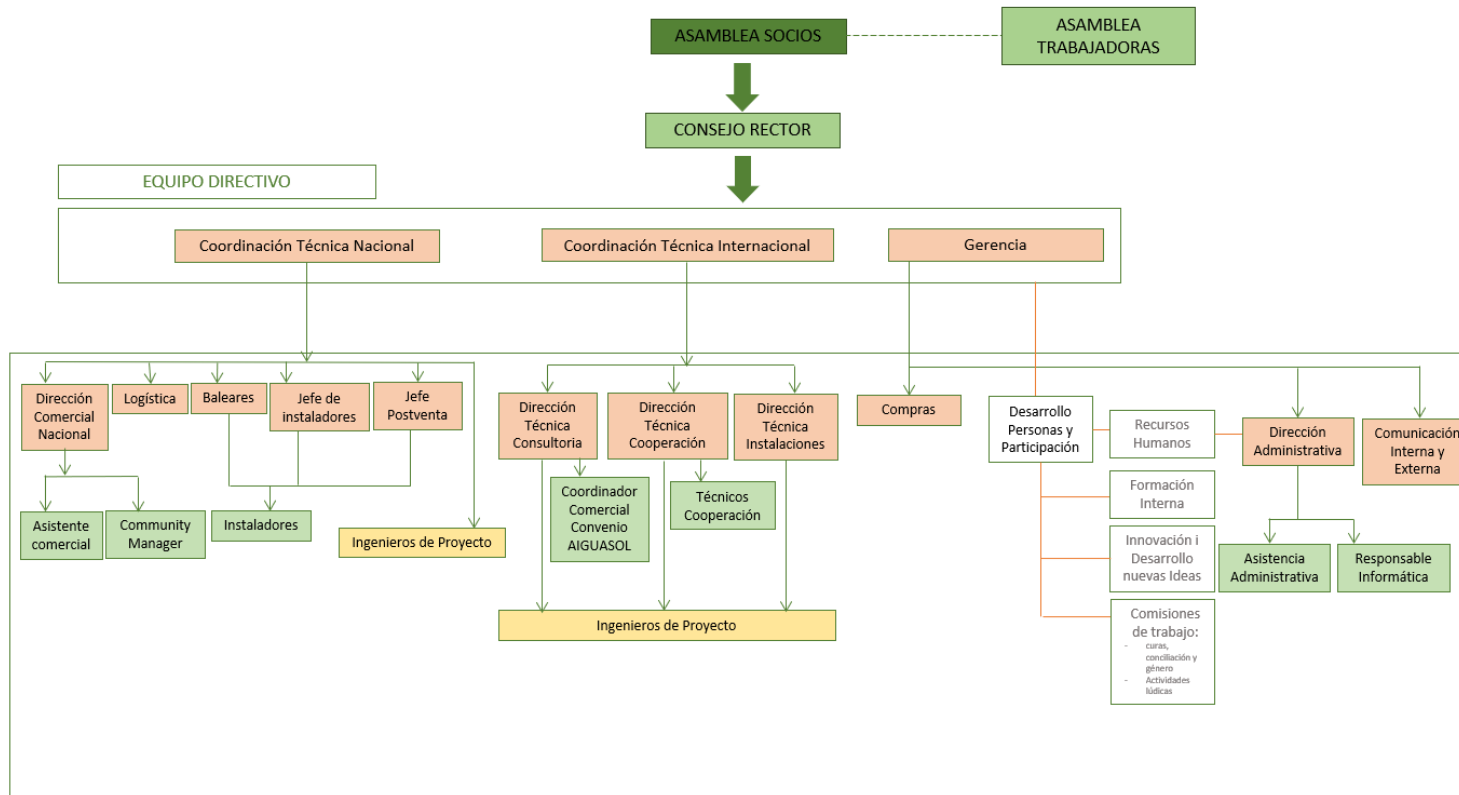 ASAMBLEA SOCIOS
ASAMBLEA
TRABAJADORAS
CONSEJO RECTOR
EQUIPO DIRECTIVO
Coordinación Técnica Nacional
Coordinación Técnica Internacional
Gerencia
Dirección
Comercial
Nacional
Logística
Baleares
Jefe de
instaladores
Jefe
Postventa
Dirección
Técnica
Consultoria
Dirección
Técnica
Cooperación
Dirección
Técnica
Instalaciones
Compras
Desarrollo
Personas y
Participación
Recursos
Humanos
Dirección
Administrativa
Comunicación
Interna y
Externa
Asistente
comercial
Community
Manager
Instaladores
Ingenieros de Proyecto
Coordinador
Comercial
Convenio
AIGUASOL
Técnicos
Cooperación
Formación
Interna
Innovación i
Desarrollo
nuevas Ideas
Asistencia
Administrativa
Responsable
Informática
Ingenieros de Proyecto
Comisiones
de trabajo:
- curas,
conciliación y
género
- Actividades
lúdicas